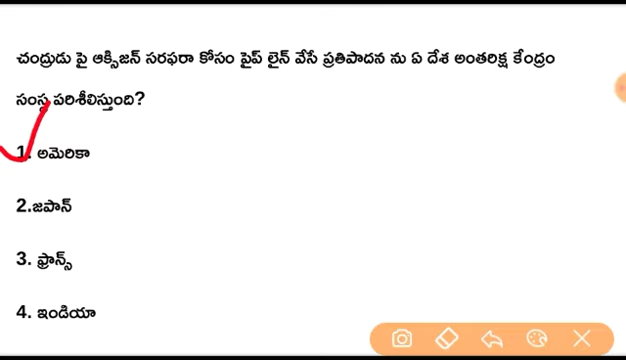 చంద్రుడు పై ఆక్సిజన్ సరఫరా కోసం పైప్ లైన్ వేసే ప్రతిపాదన ను ఏ దేశ అంతరిక్ష కేంద్రం
సంస్థ పరిశీలిస్తుంది?
1. అమెరికా
2.జపాన్
3. ఫ్రాన్స్
4. ఇండియా